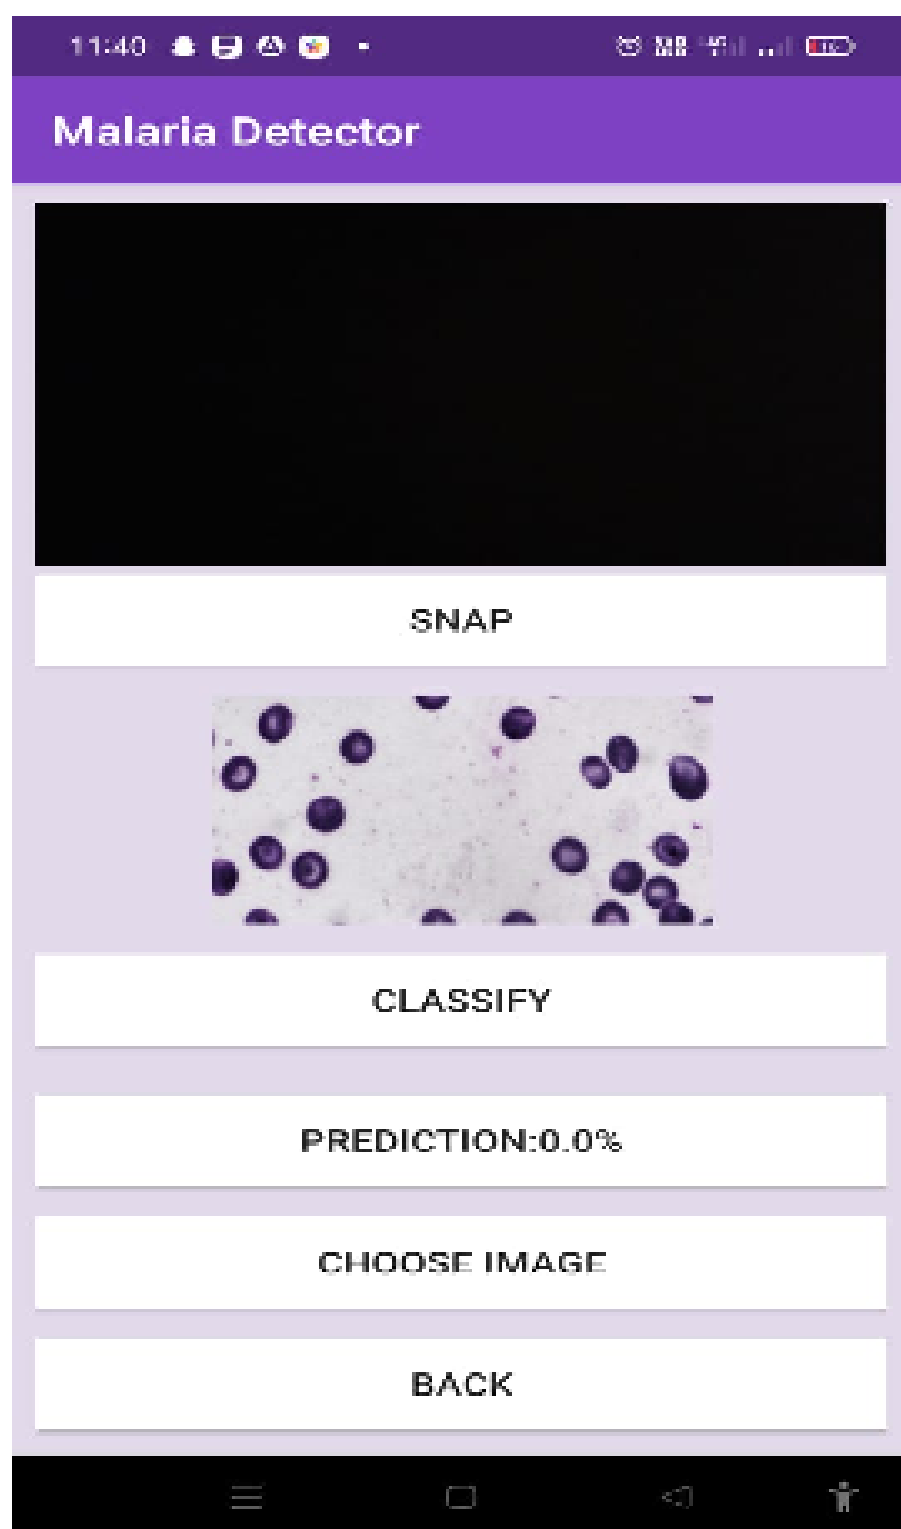 11:40
Malaria Detector
SNAP
CLASSIFY
PREDICTION:0.0%
CHOOSE IMAGE
BACK